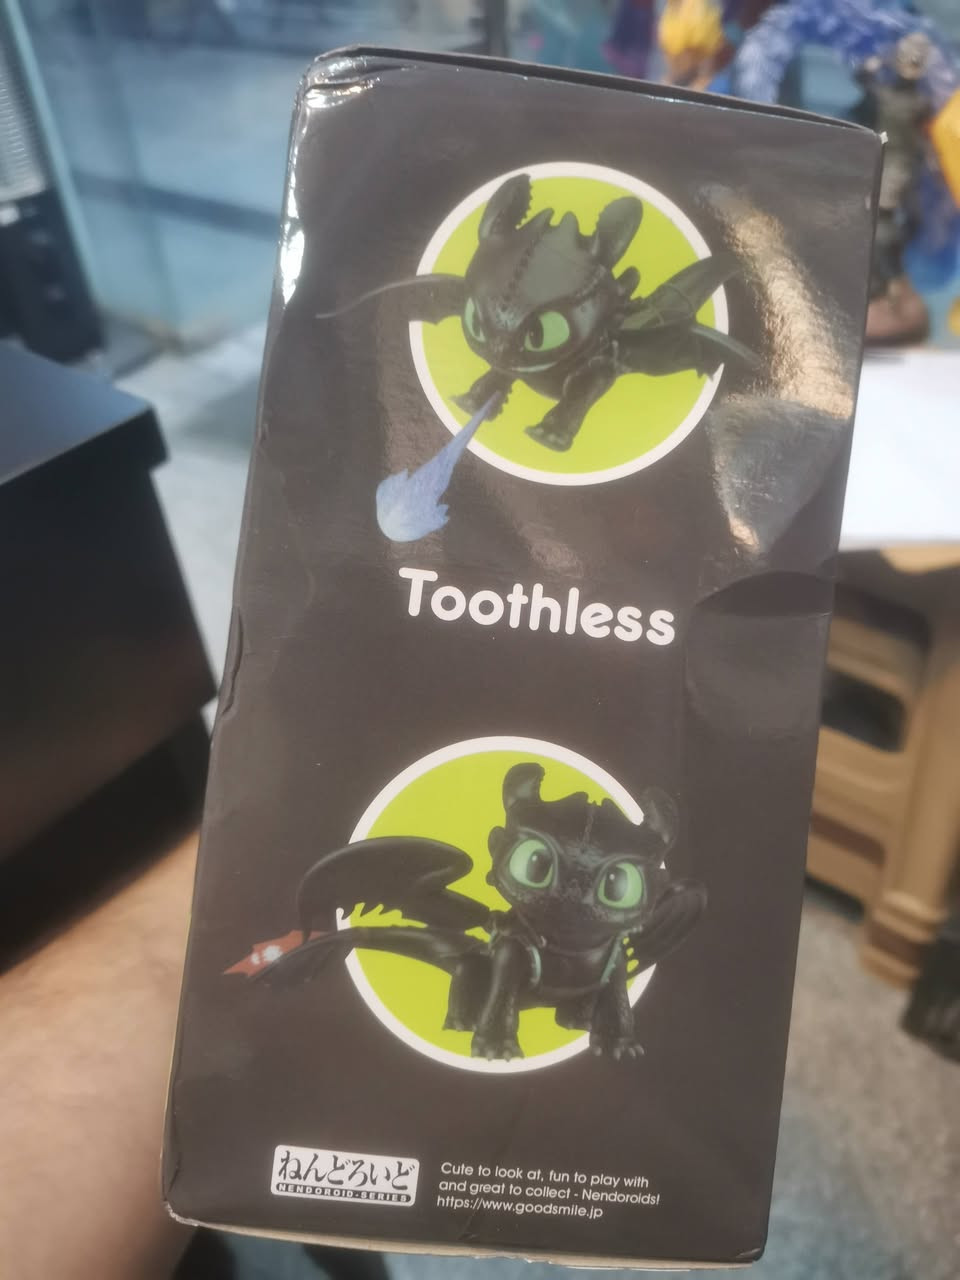 Toothless
ねんどろいど
NENDOROID-SERIES
Cute to look at, fun to play with
and great to collect - Nendoroids!
https://www.goodsmile.jp